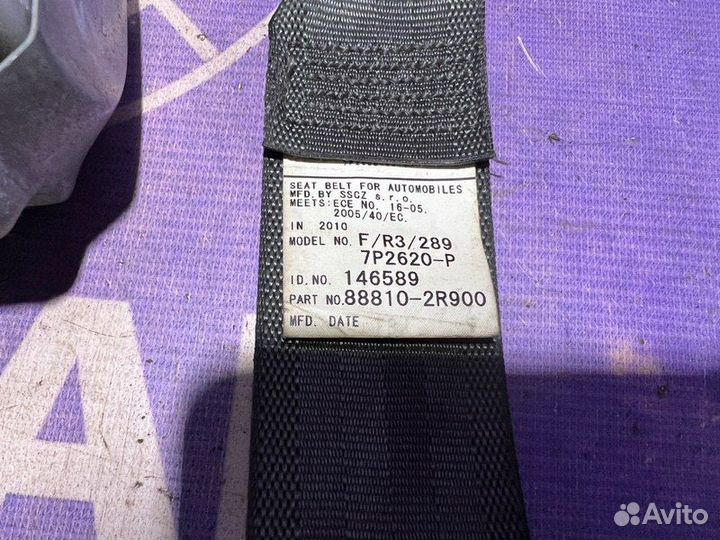 SEAT BELT FOR AUTOMOBILES
MFD. BY SSCZ s.r.o.
MEETS:ECE NO. 16-05.
2005/40/EC.
IN 2010
MODEL NO. F/R3/289
7P2620-P
ID.NO. 146589
PART NO.88810-2R900
MFD. DATE
Avito